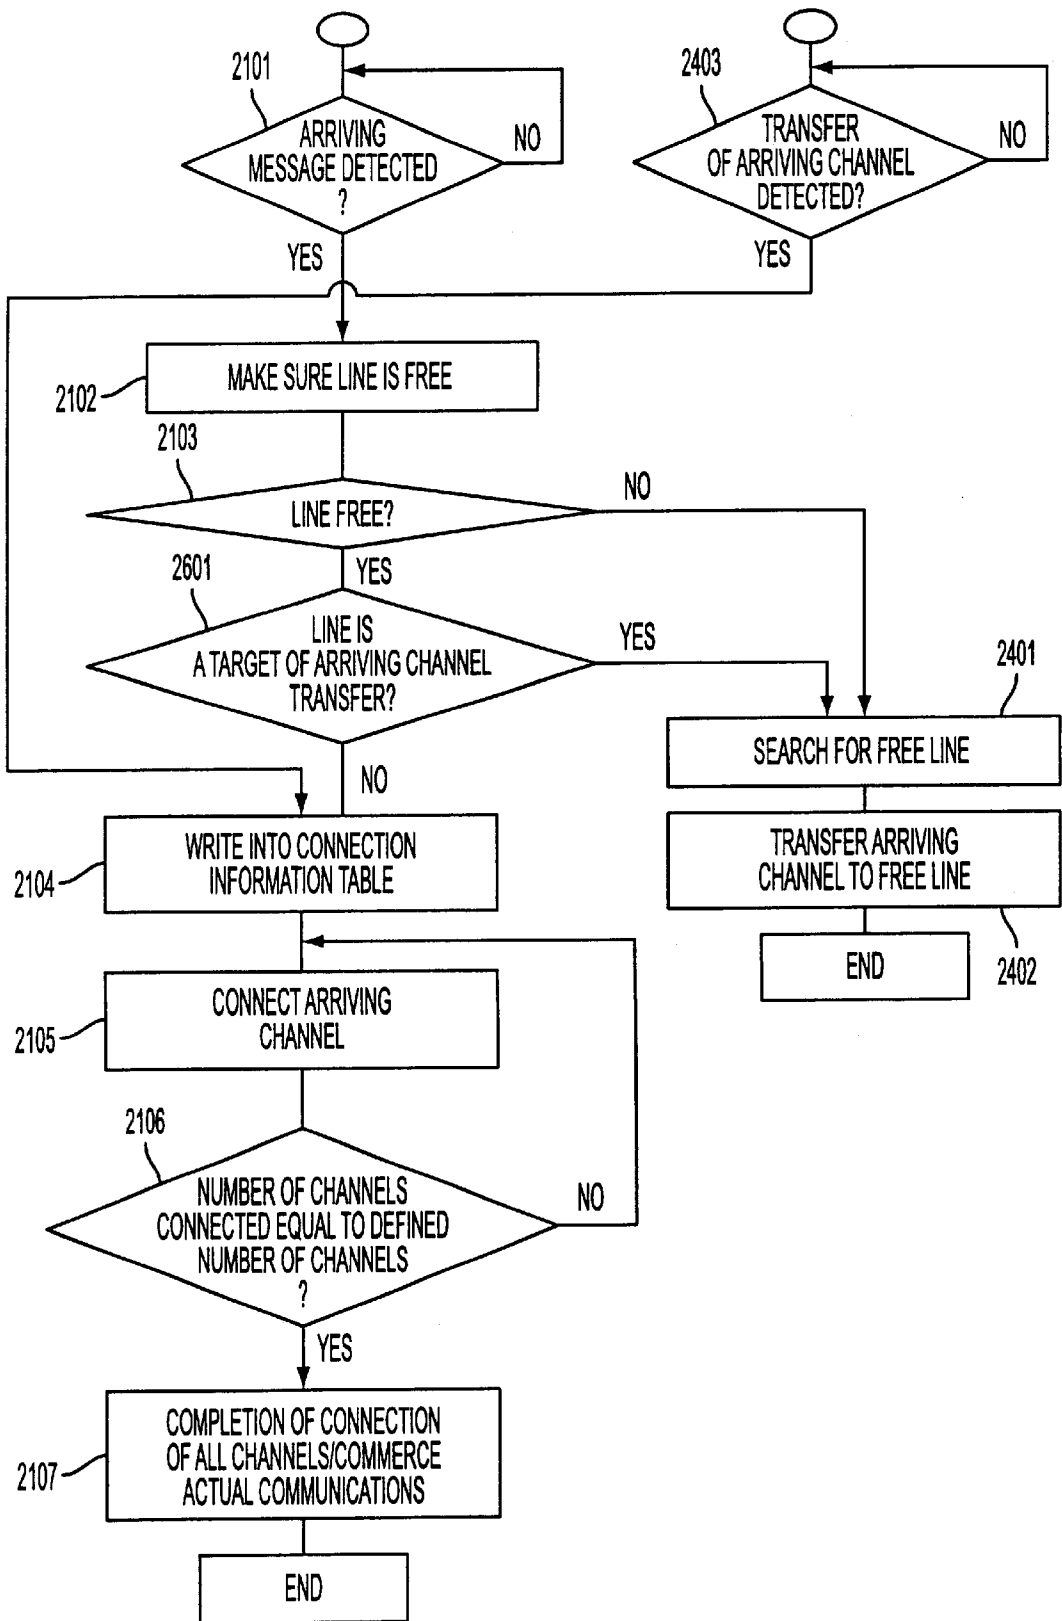 2101
ARRIVING
MESSAGE DETECTED
?
NO
YES
2403
TRANSFER
OF ARRIVING CHANNEL
DETECTED?
NO
YES
2102
MAKE SURE LINE IS FREE
2103
LINE FREE?
NO
YES
2601
LINE IS
A TARGET OF ARRIVING CHANNEL
TRANSFER?
YES
NO
2401
SEARCH FOR FREE LINE
TRANSFER ARRIVING
CHANNEL TO FREE LINE
2402
END
2104
WRITE INTO CONNECTION
INFORMATION TABLE
2105
CONNECT ARRIVING
CHANNEL
2106
NUMBER OF CHANNELS
CONNECTED EQUAL TO DEFINED
NUMBER OF CHANNELS
?
NO
YES
2107
COMPLETION OF CONNECTION
OF ALL CHANNELS/COMMERCE
ACTUAL COMMUNICATIONS
END